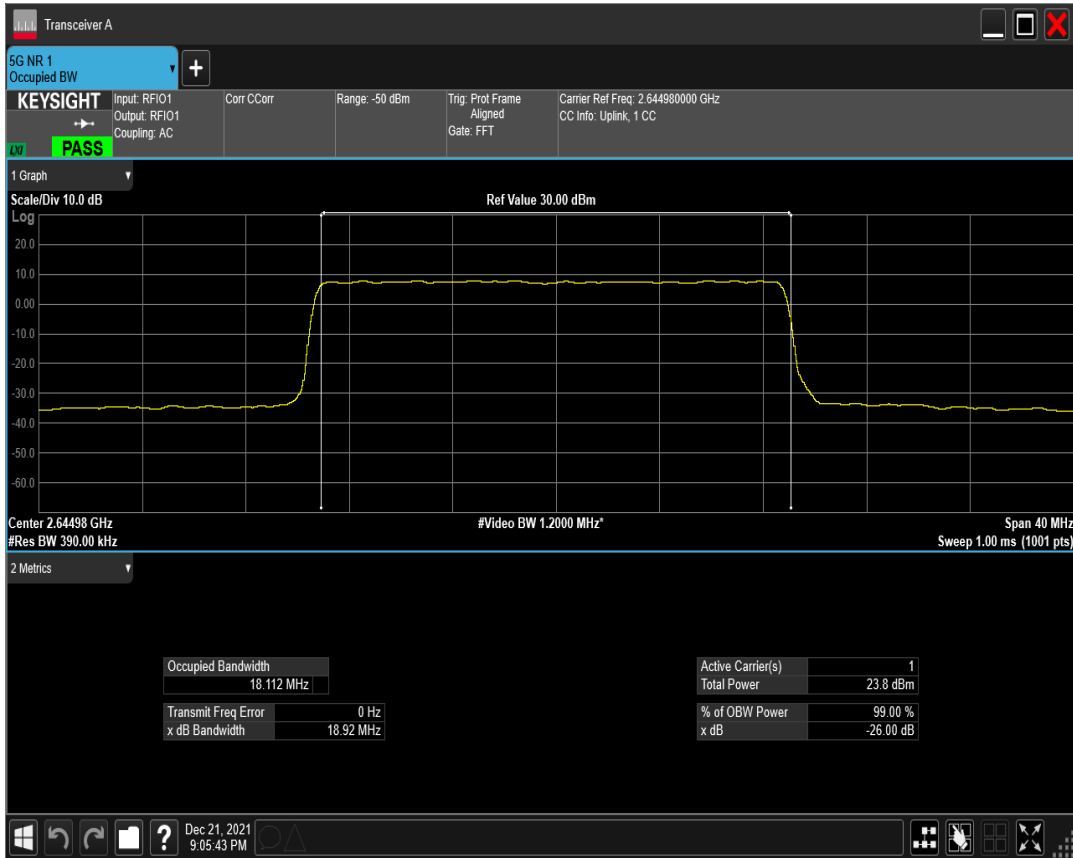 Transceiver A
5G NR 1
Occupied BW
KEYSIGHT
LXI
PASS
Input: RFIO1
Output: RFIO1
Coupling: AC
Corr CCorr
Range: -50 dBm
Trig: Prot Frame
Aligned
Gate: FFT
Carrier Ref Freq: 2.644980000 GHz
CC Info: Uplink, 1 CC
1 Graph
Scale/Div 10.0 dB
Ref Value 30.00 dBm
Log
20.0
10.0
0.00
-10.0
-20.0
-30.0
-40.0
-50.0
-60.0
Center 2.64498 GHz
#Video BW 1.2000 MHz*
Span 40 MHz
#Res BW 390.00 kHz
Sweep 1.00 ms (1001 pts)
2 Metrics
Occupied Bandwidth
18.112 MHz
Transmit Freq Error 0 Hz
x dB Bandwidth 18.92 MHz
Active Carrier(s) 1
Total Power 23.8 dBm
% of OBW Power 99.00 %
x dB -26.00 dB
Dec 21, 2021
9:05:43 PM